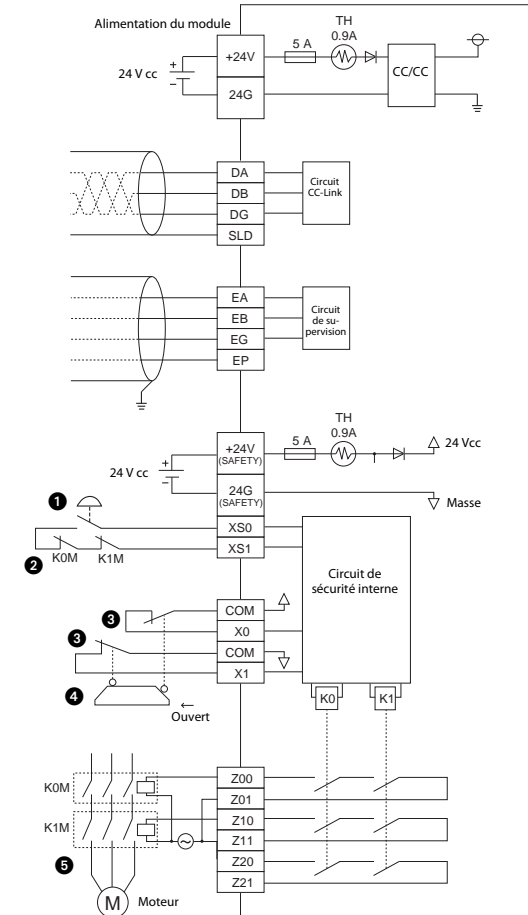 Alimentation du module
TH
0.9A
5 A
+24V
24 V cc
+
−
24G
CC/CC
DA
DB
DG
SLD
Circuit
CC-Link
EA
EB
EG
EP
Circuit
de su-
pervision
TH
0.9A
5 A
+24V
(SAFETY)
24 Vcc
24 V cc
+
−
24G
(SAFETY)
Masse
1
XS0
XS1
2
K0M
K1M
Circuit de
sécurité interne
3
COM
X0
3
COM
X1
4
←
Ouvert
K0
K1
K0M
Z00
Z01
K1M
Z10
Z11
5
Z20
Z21
M
Moteur